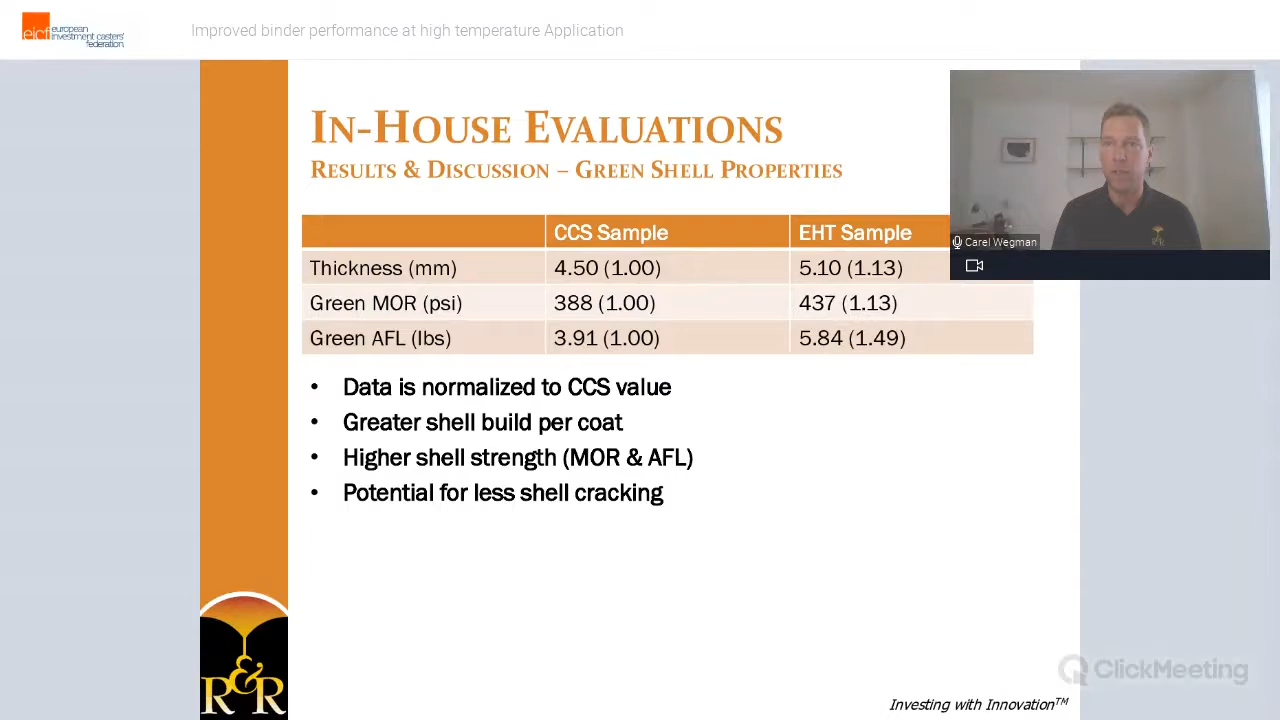 eicf european
investment casters'
federation.
Improved binder performance at high temperature Application
IN-HOUSE EVALUATIONS
RESULTS & DISCUSSION – GREEN SHELL PROPERTIES
CCS Sample EHT Sample
Thickness (mm) 4.50 (1.00) 5.10 (1.13)
Green MOR (psi) 388 (1.00) 437 (1.13)
Green AFL (lbs) 3.91 (1.00) 5.84 (1.49)
• Data is normalized to CCS value
• Greater shell build per coat
• Higher shell strength (MOR & AFL)
• Potential for less shell cracking
Carel Wegman
R&R
ClickMeeting
Investing with Innovation™